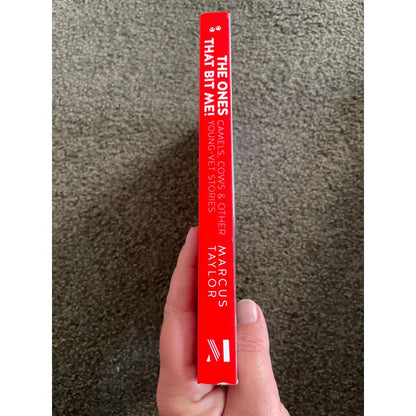 THE ONES
THAT BIT ME!
CAMELS, COWS & OTHER
YOUNG-VET STORIES
MARCUS
TAYLOR